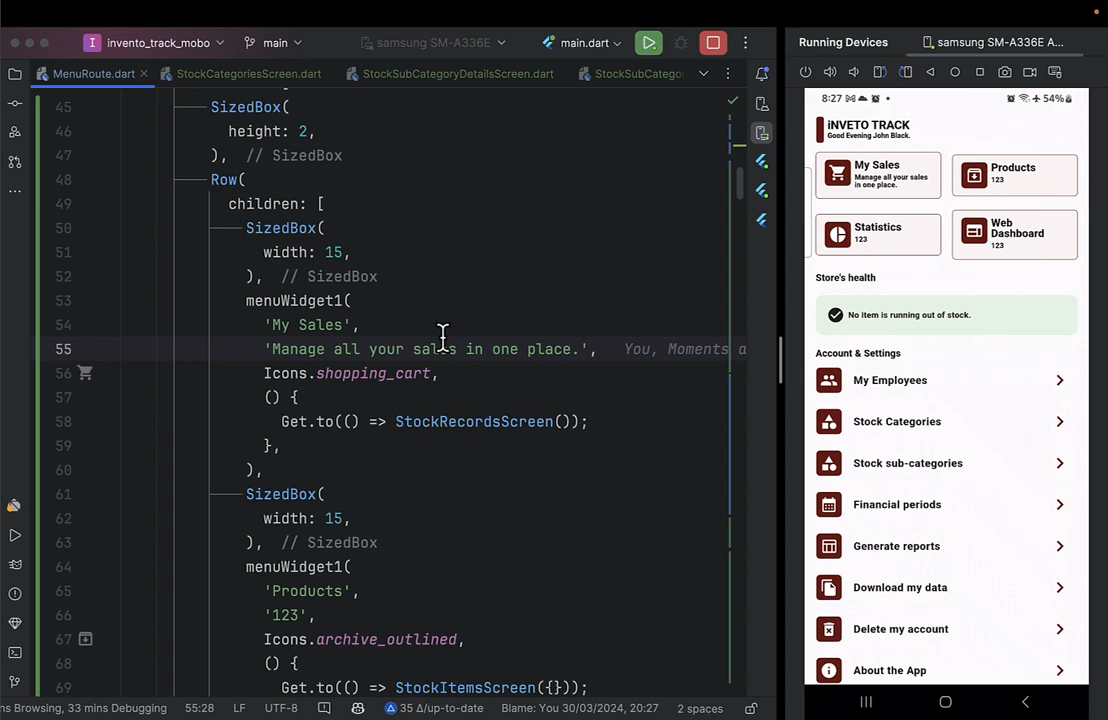 invento_track_mobo
main
samsung SM-A336E
main.dart
Running Devices
samsung SM-A336E A...
MenuRoute.dart
StockCategoriesScreen.dart
StockSubCategoryDetailsScreen.dart
StockSubCatego
45 SizedBox(
46 height: 2,
47 ), // SizedBox
48 Row(
49 children: [
50 SizedBox(
51 width: 15,
52 ), // SizedBox
53 menuWidget1(
54 'My Sales',
55 'Manage all your sales in one place.', You, Moments a
56 Icons.shopping_cart,
57 () {
58 Get.to(() => StockRecordsScreen());
59 },
60 ),
61 SizedBox(
62 width: 15,
63 ), // SizedBox
64 menuWidget1(
65 'Products',
66 '123',
67 Icons.archive_outlined,
68 () {
69 Get.to(() => StockItemsScreen({}));
ns Browsing, 33 mins Debugging
55:28
LF
UTF-8
35 Δ/up-to-date
Blame: You 30/03/2024, 20:27
2 spaces
8:27
54%
iNVETO TRACK
Good Evening John Black.
My Sales
Manage all your sales
in one place.
Products
123
Statistics
123
Web
Dashboard
123
Store's health
No item is running out of stock.
Account & Settings
My Employees
Stock Categories
Stock sub-categories
Financial periods
Generate reports
Download my data
Delete my account
About the App